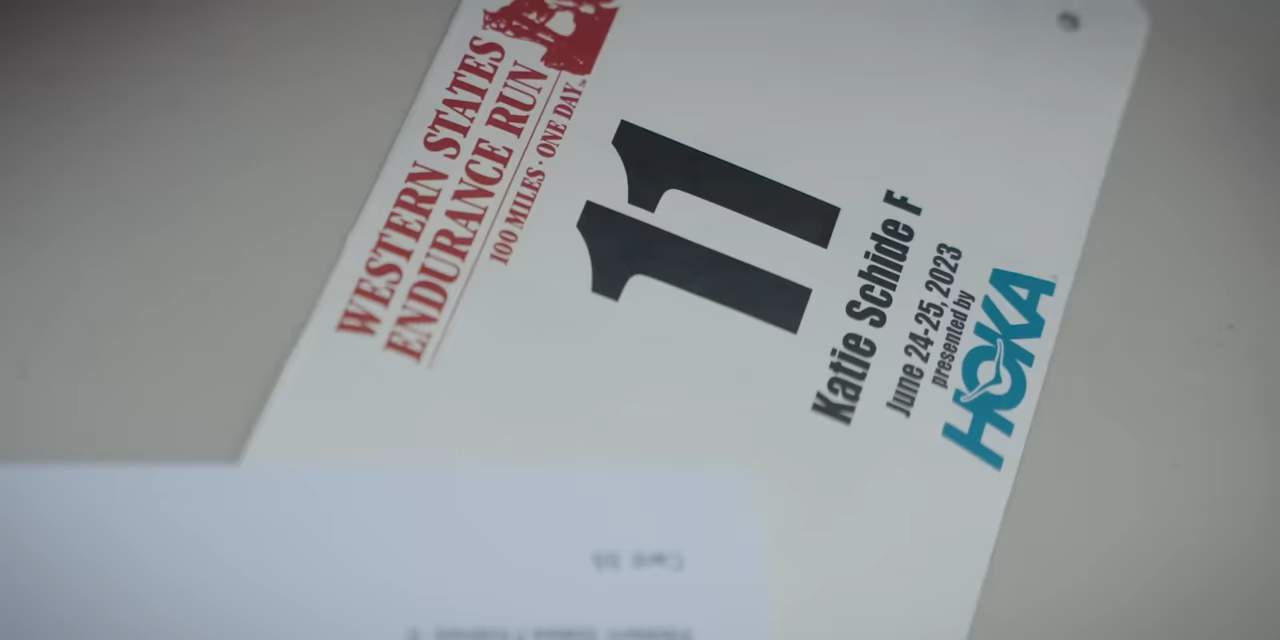 WESTERN STATES
ENDURANCE RUN
100 MILES · ONE DAY
11
Katie Schide F
June 24-25, 2023
presented by
HOKA